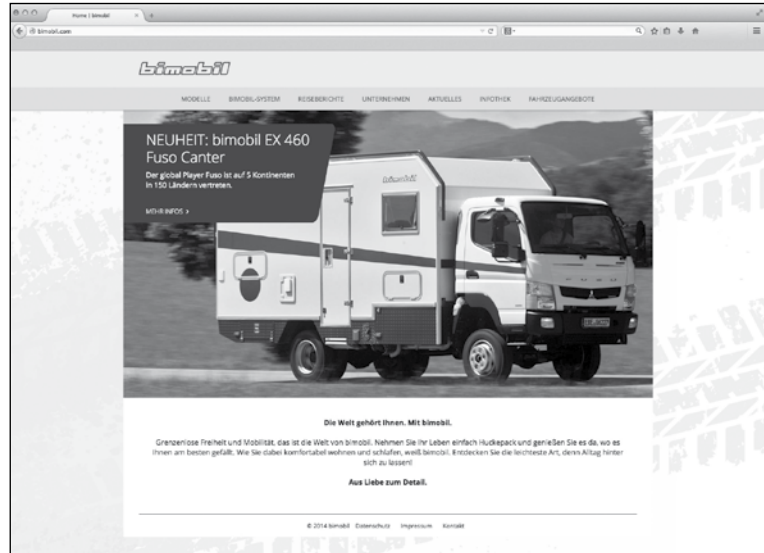 Home | bimobil
bimobil.com
bimobil
MODELLE BIMOBIL-SYSTEM REISEBERICHTE UNTERNEHMEN AKTUELLES INFOTHEK FAHRZEUGANGEBOTE
NEUHEIT: bimobil EX 460
Fuso Canter
Der global Player Fuso ist auf 5 Kontinenten
in 150 Ländern vertreten.
MEHR INFOS >
bimobil
FUSO
Die Welt gehört Ihnen. Mit bimobil.
Grenzenlose Freiheit und Mobilität, das ist die Welt von bimobil. Nehmen Sie Ihr Leben einfach Huckepack und genießen Sie es da, wo es
Ihnen am besten gefällt. Wie Sie dabei komfortabel wohnen und schlafen, weiß bimobil. Entdecken Sie die leichteste Art, den Alltag hinter
sich zu lassen!
Aus Liebe zum Detail.
© 2014 bimobil Datenschutz Impressum Kontakt